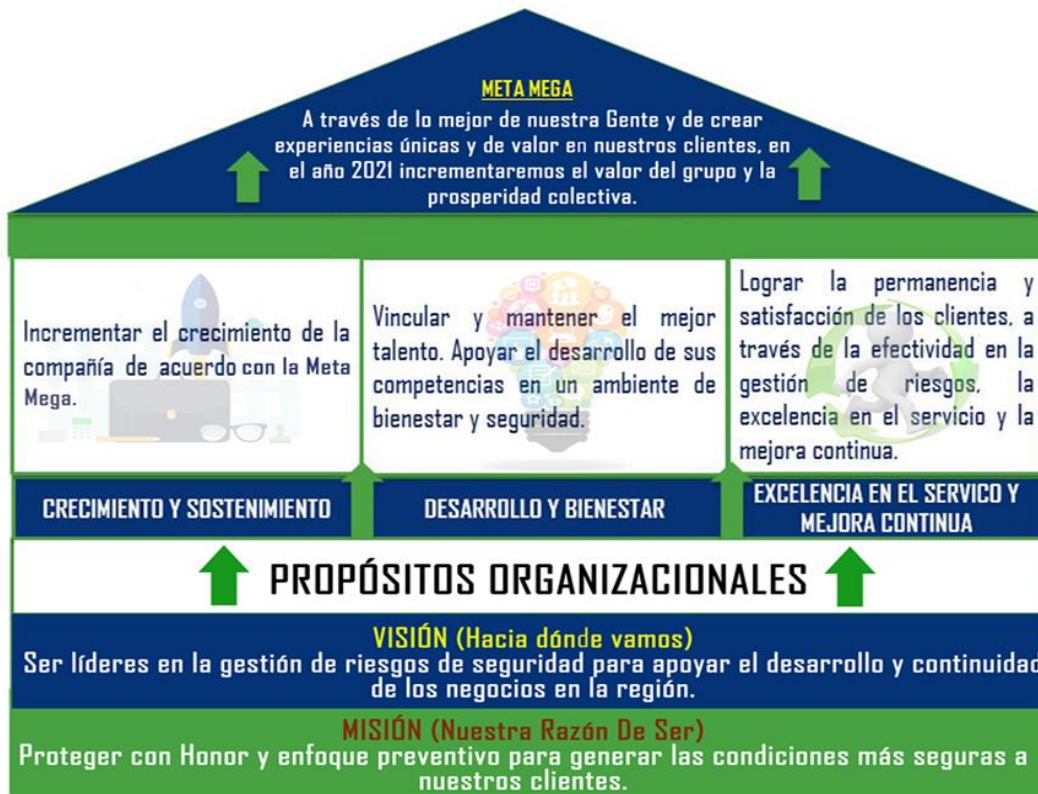 META MEGA
A través de lo mejor de nuestra Gente y de crear
experiencias únicas y de valor en nuestros clientes, en
el año 2021 incrementaremos el valor del grupo y la
prosperidad colectiva.
Incrementar el crecimiento de la
compañía de acuerdo con la Meta
Mega.
Vincular y mantener el mejor
talento. Apoyar el desarrollo de sus
competencias en un ambiente de
bienestar y seguridad.
Lograr la permanencia y
satisfacción de los clientes, a
través de la efectividad en la
gestión de riesgos, la
excelencia en el servicio y la
mejora continua.
CRECIMIENTO Y SOSTENIMIENTO
DESARROLLO Y BIENESTAR
EXCELENCIA EN EL SERVICO Y
MEJORA CONTINUA
PROPÓSITOS ORGANIZACIONALES
VISIÓN (Hacia dónde vamos)
Ser líderes en la gestión de riesgos de seguridad para apoyar el desarrollo y continuidad
de los negocios en la región.
MISIÓN (Nuestra Razón De Ser)
Proteger con Honor y enfoque preventivo para generar las condiciones más seguras a
nuestros clientes.